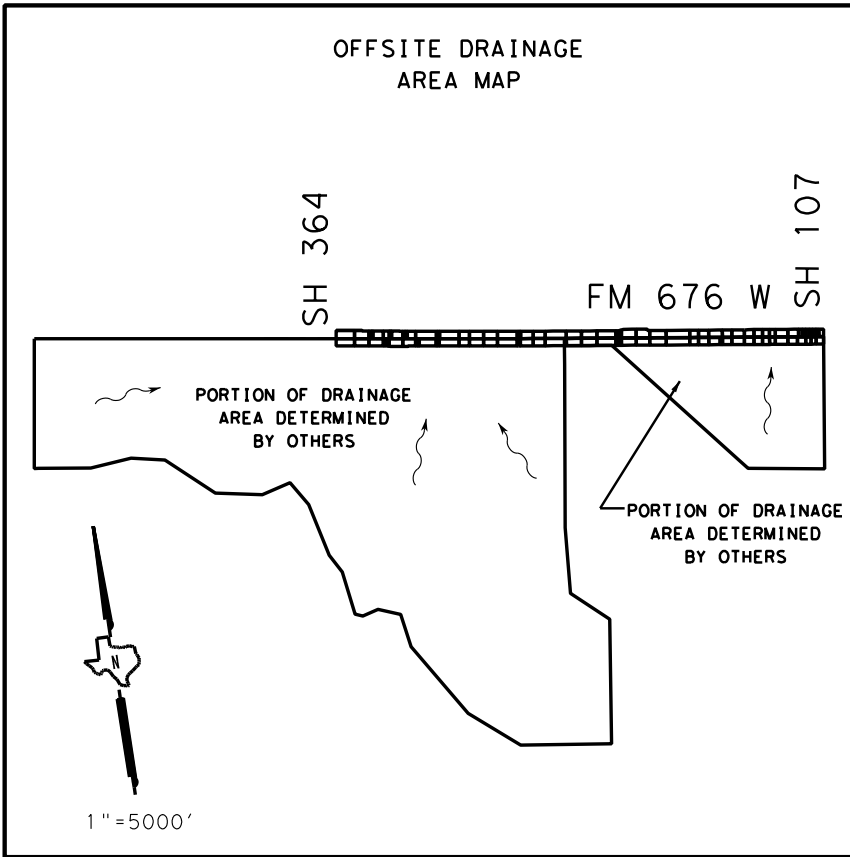 OFFSITE DRAINAGE
AREA MAP
SH 364
FM 676 W
SH 107
PORTION OF DRAINAGE
AREA DETERMINED
BY OTHERS
PORTION OF DRAINAGE
AREA DETERMINED
BY OTHERS
N
1"=5000'